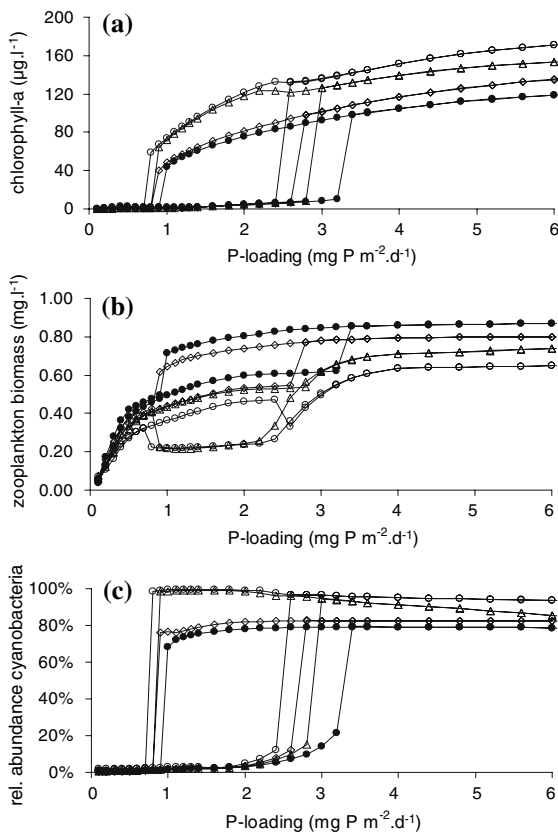 (a)
chlorophyll-a (µg.l⁻¹)
200
160
120
80
40
0
0 1 2 3 4 5 6
P-loading (mg P m⁻².d⁻¹)
(b)
zooplankton biomass (mg.l⁻¹)
1.00
0.80
0.60
0.40
0.20
0.00
0 1 2 3 4 5 6
P-loading (mg P m⁻².d⁻¹)
(c)
rel. abundance cyanobacteria
100%
80%
60%
40%
20%
0%
0 1 2 3 4 5 6
P-loading (mg P m⁻².d⁻¹)